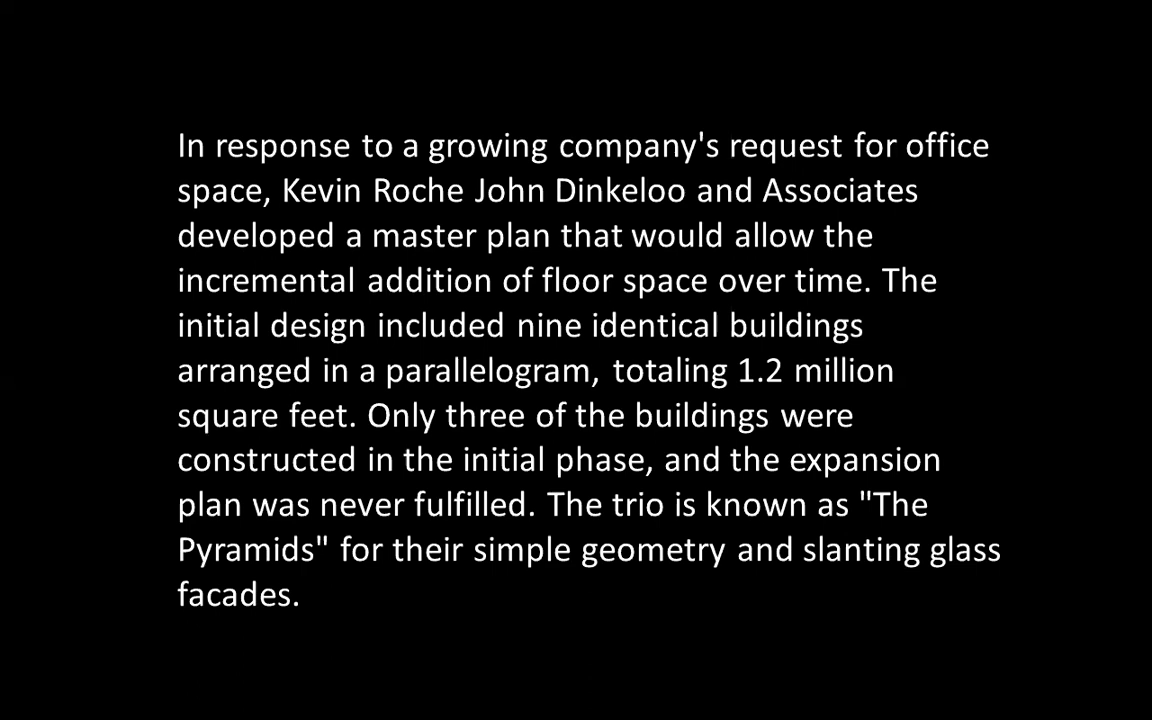 In response to a growing company's request for office
space, Kevin Roche John Dinkeloo and Associates
developed a master plan that would allow the
incremental addition of floor space over time. The
initial design included nine identical buildings
arranged in a parallelogram, totaling 1.2 million
square feet. Only three of the buildings were
constructed in the initial phase, and the expansion
plan was never fulfilled. The trio is known as "The
Pyramids" for their simple geometry and slanting glass
facades.